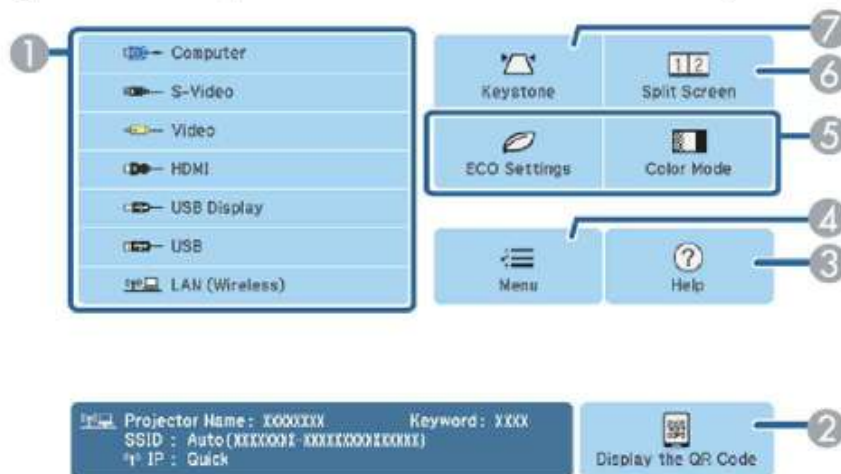 1
Computer
S-Video
Video
HDMI
USB Display
USB
LAN (Wireless)
7
Keystone
1 2
Split Screen
6
ECO Settings
Color Mode
5
4
Menu
?
Help
3
Projector Name: XXXXXXX Keyword: XXXX
SSID : Auto(XXXXXXX-XXXXXXXXXXXXXX)
IP : Quick
Display the QR Code
2